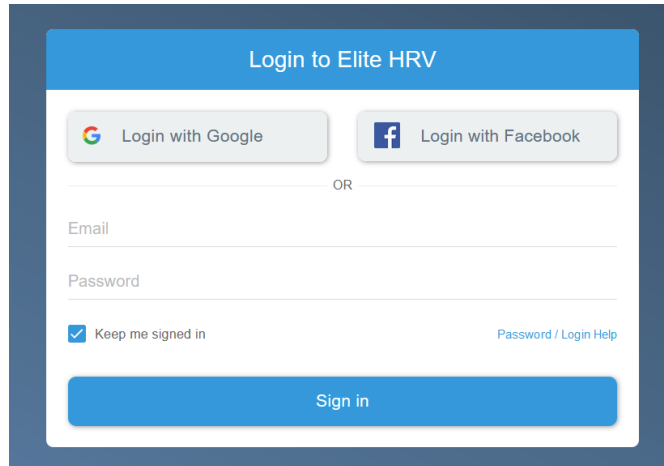 Login to Elite HRV
Login with Google
Login with Facebook
OR
Email
Password
Keep me signed in
Password / Login Help
Sign in